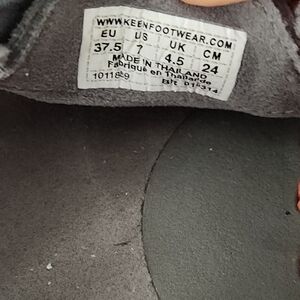 WWW.KEENFOOTWEAR.COM
EU US UK CM
37.5 7 4.5 24
MADE IN THAILAND
Fabriqué en Thaïlande